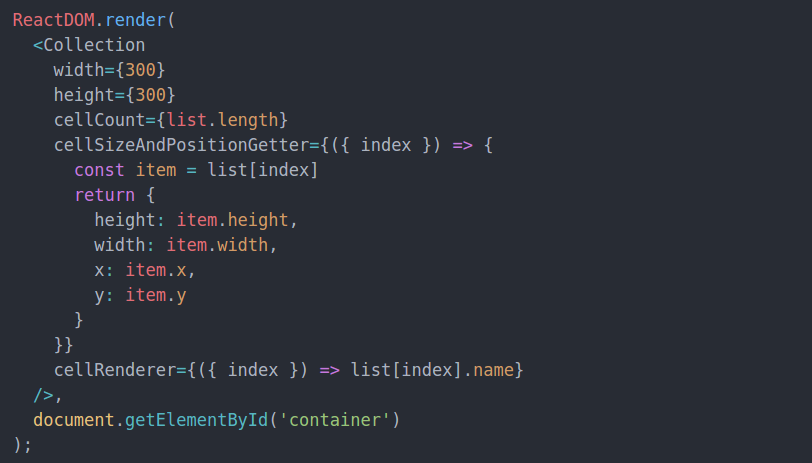 ReactDOM.render(
  <Collection
    width={300}
    height={300}
    cellCount={list.length}
    cellSizeAndPositionGetter={({ index }) => {
      const item = list[index]
      return {
        height: item.height,
        width: item.width,
        x: item.x,
        y: item.y
      }
    }}
    cellRenderer={({ index }) => list[index].name}
  />,
  document.getElementById('container')
);